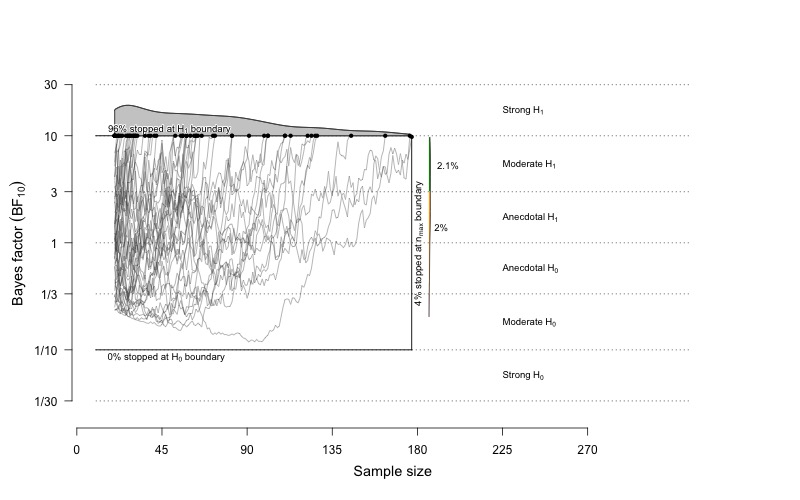 30
Strong H₁
96% stopped at H₁ boundary
10
2.1%
Moderate H₁
3
Anecdotal H₁
2%
1
Anecdotal H₀
1/3
Moderate H₀
4% stopped at nₘₐₓ boundary
1/10
0% stopped at H₀ boundary
Strong H₀
1/30
Bayes factor (BF₁₀)
0 45 90 135 180 225 270
Sample size